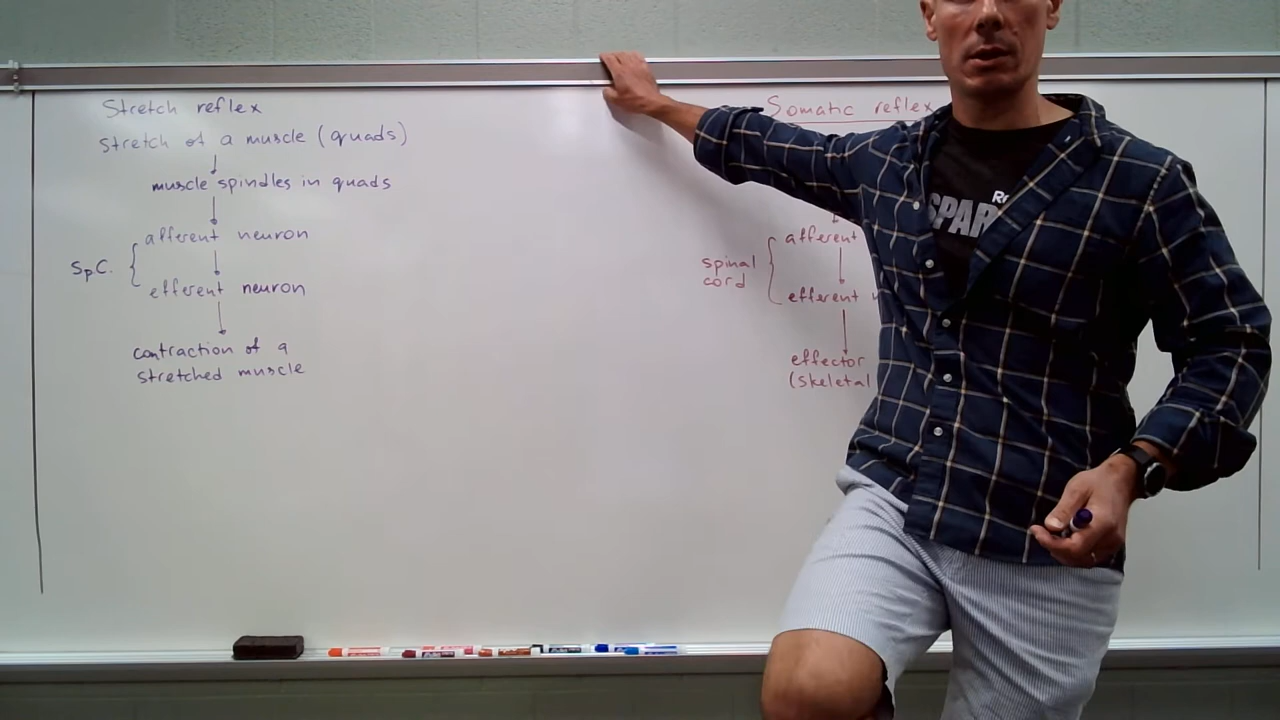 Stretch reflex
stretch of a muscle (quads)
muscle spindles in quads
afferent neuron
SpC.
efferent neuron
contraction of a
stretched muscle
Somatic reflex
afferent
spinal
cord
efferent
effector
(skeletal
SPAR